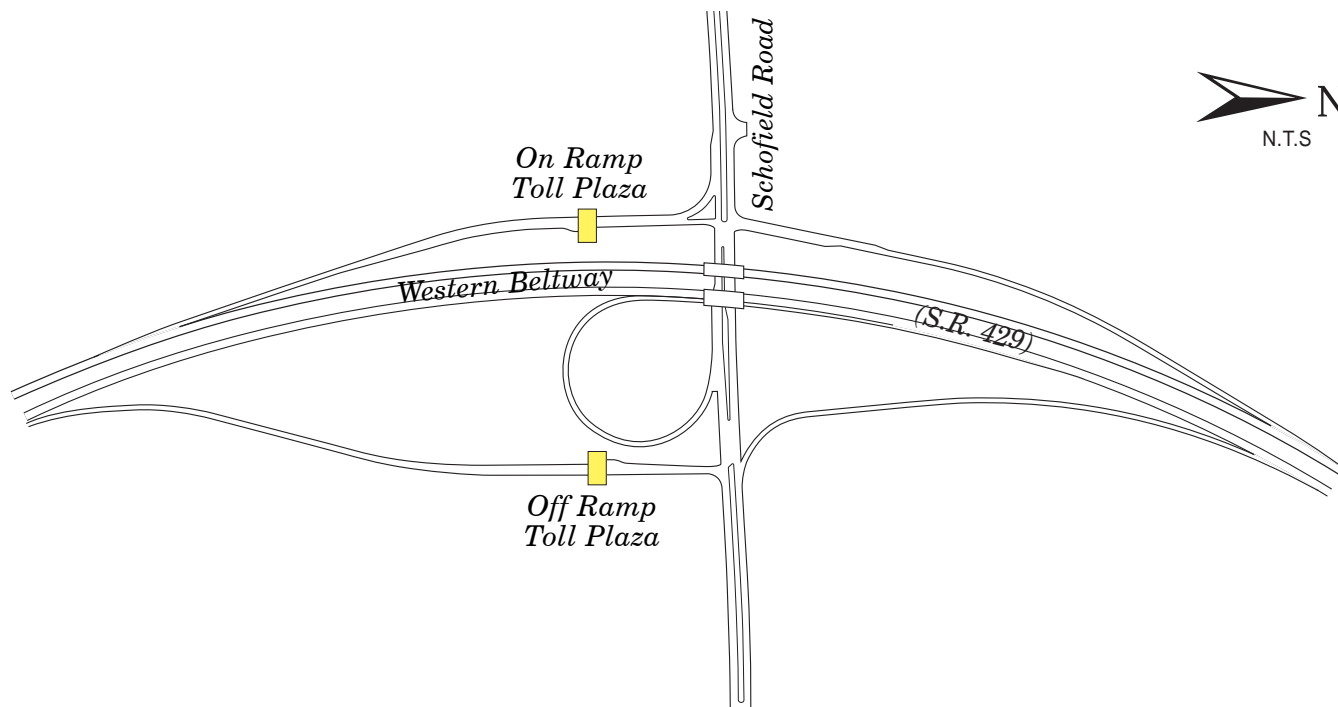 Schofield Road
N
N.T.S
On Ramp
Toll Plaza
Western Beltway
(S.R. 429)
Off Ramp
Toll Plaza